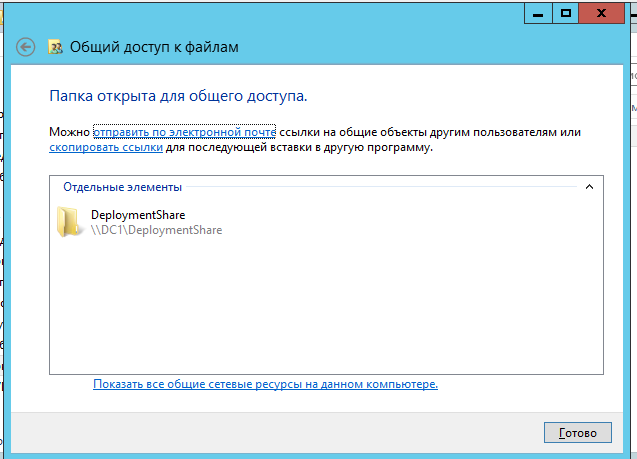 Общий доступ к файлам
Папка открыта для общего доступа.
Можно отправить по электронной почте ссылки на общие объекты другим пользователям или
скопировать ссылки для последующей вставки в другую программу.
Отдельные элементы
DeploymentShare
\\DC1\DeploymentShare
Показать все общие сетевые ресурсы на данном компьютере.
Готово